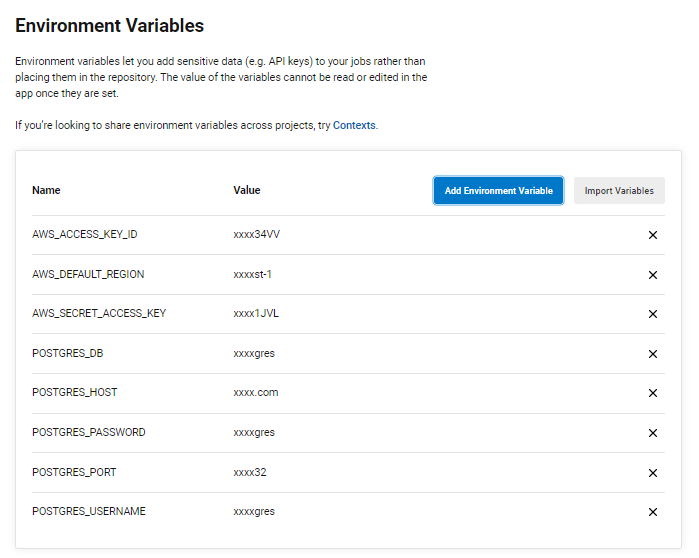 Environment Variables
Environment variables let you add sensitive data (e.g. API keys) to your jobs rather than
placing them in the repository. The value of the variables cannot be read or edited in the
app once they are set.
If you're looking to share environment variables across projects, try Contexts.
Name Value Add Environment Variable Import Variables
AWS_ACCESS_KEY_ID xxxx34VV
AWS_DEFAULT_REGION xxxxst-1
AWS_SECRET_ACCESS_KEY xxxx1JVL
POSTGRES_DB xxxxgres
POSTGRES_HOST xxxx.com
POSTGRES_PASSWORD xxxxgres
POSTGRES_PORT xxxx32
POSTGRES_USERNAME xxxxgres